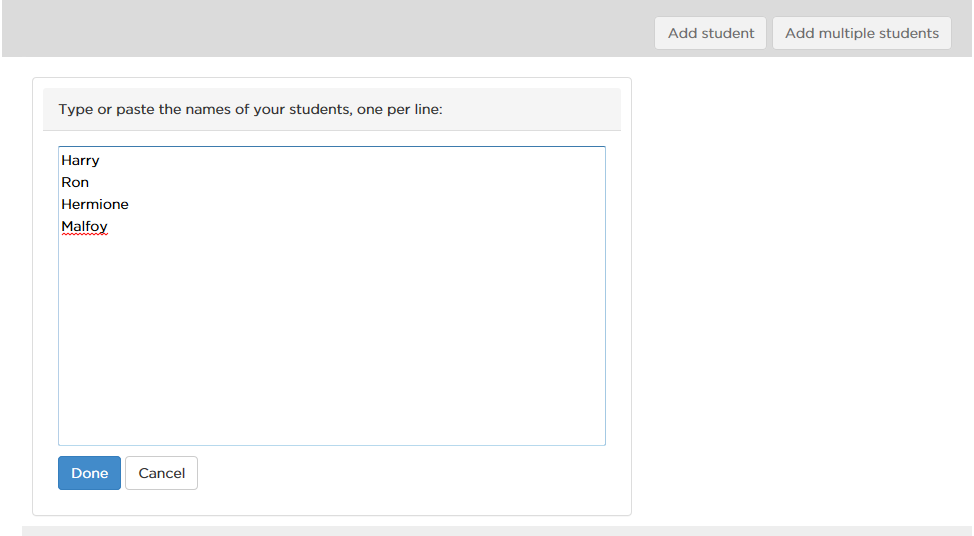 Add student
Add multiple students
Type or paste the names of your students, one per line:
Harry
Ron
Hermione
Malfoy
Done
Cancel